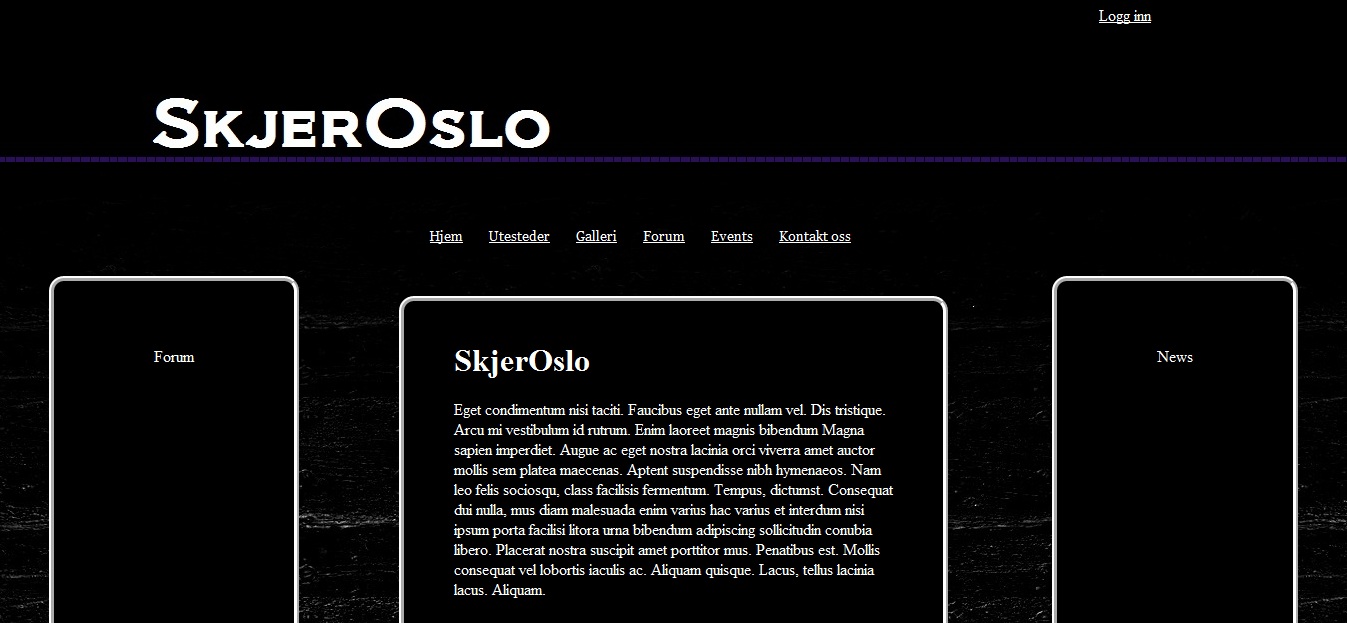 Logg inn
SkjerOslo
Hjem Utesteder Galleri Forum Events Kontakt oss
Forum
SkjerOslo
Eget condimentum nisi taciti. Faucibus eget ante nullam vel. Dis tristique.
Arcu mi vestibulum id rutrum. Enim laoreet magnis bibendum Magna
sapien imperdiet. Augue ac eget nostra lacinia orci viverra amet auctor
mollis sem platea maecenas. Aptent suspendisse nibh hymenaeos. Nam
leo felis sociosqu, class facilisis fermentum. Tempus, dictumst. Consequat
dui nulla, mus diam malesuada enim varius hac varius et interdum nisi
ipsum porta facilisi litora urna bibendum adipiscing sollicitudin conubia
libero. Placerat nostra suscipit amet porttitor mus. Penatibus est. Mollis
consequat vel lobortis iaculis ac. Aliquam quisque. Lacus, tellus lacinia
lacus. Aliquam.
News